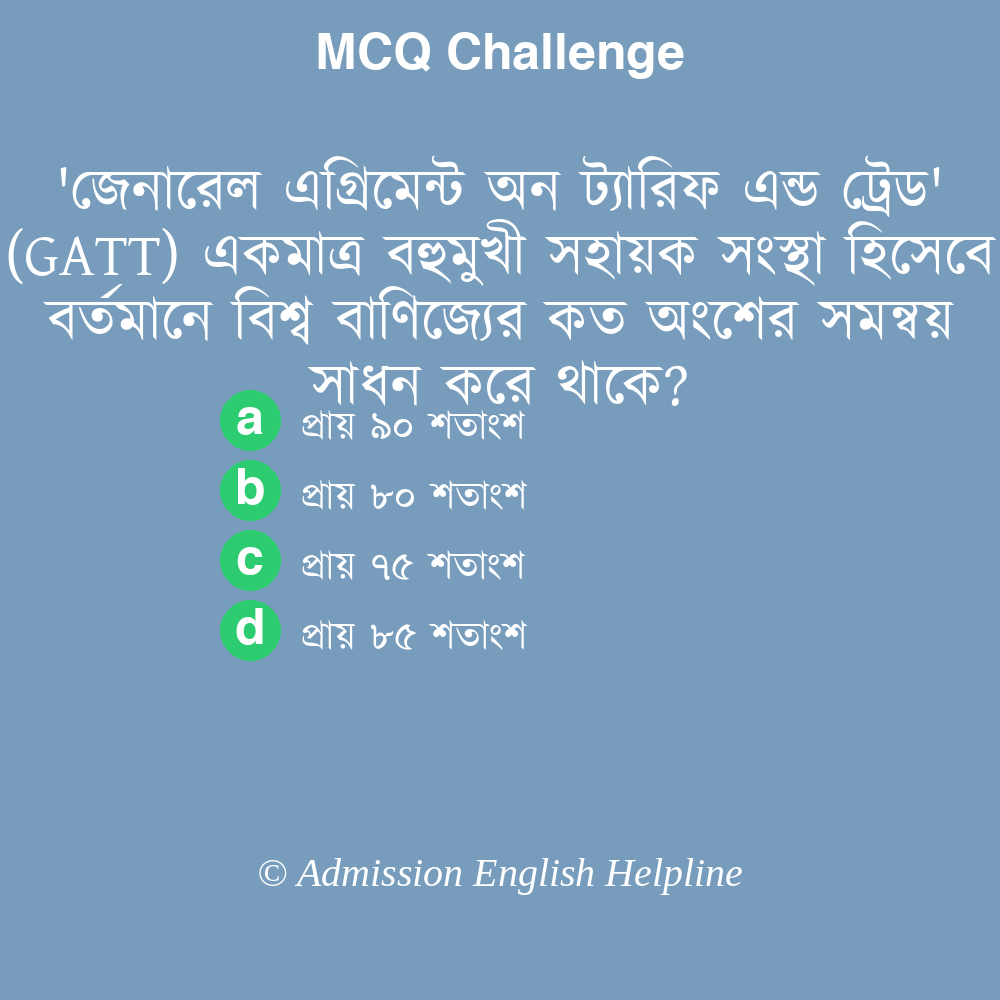 MCQ Challenge
'জেনারেল এগ্রিমেন্ট অন ট্যারিফ এন্ড ট্রেড'
(GATT) একমাত্র বহুমুখী সহায়ক সংস্থা হিসেবে
বর্তমানে বিশ্ব বাণিজ্যের কত অংশের সমন্বয়
সাধন করে থাকে?
a প্রায় ৯০ শতাংশ
b প্রায় ৮০ শতাংশ
c প্রায় ৭৫ শতাংশ
d প্রায় ৮৫ শতাংশ
© Admission English Helpline